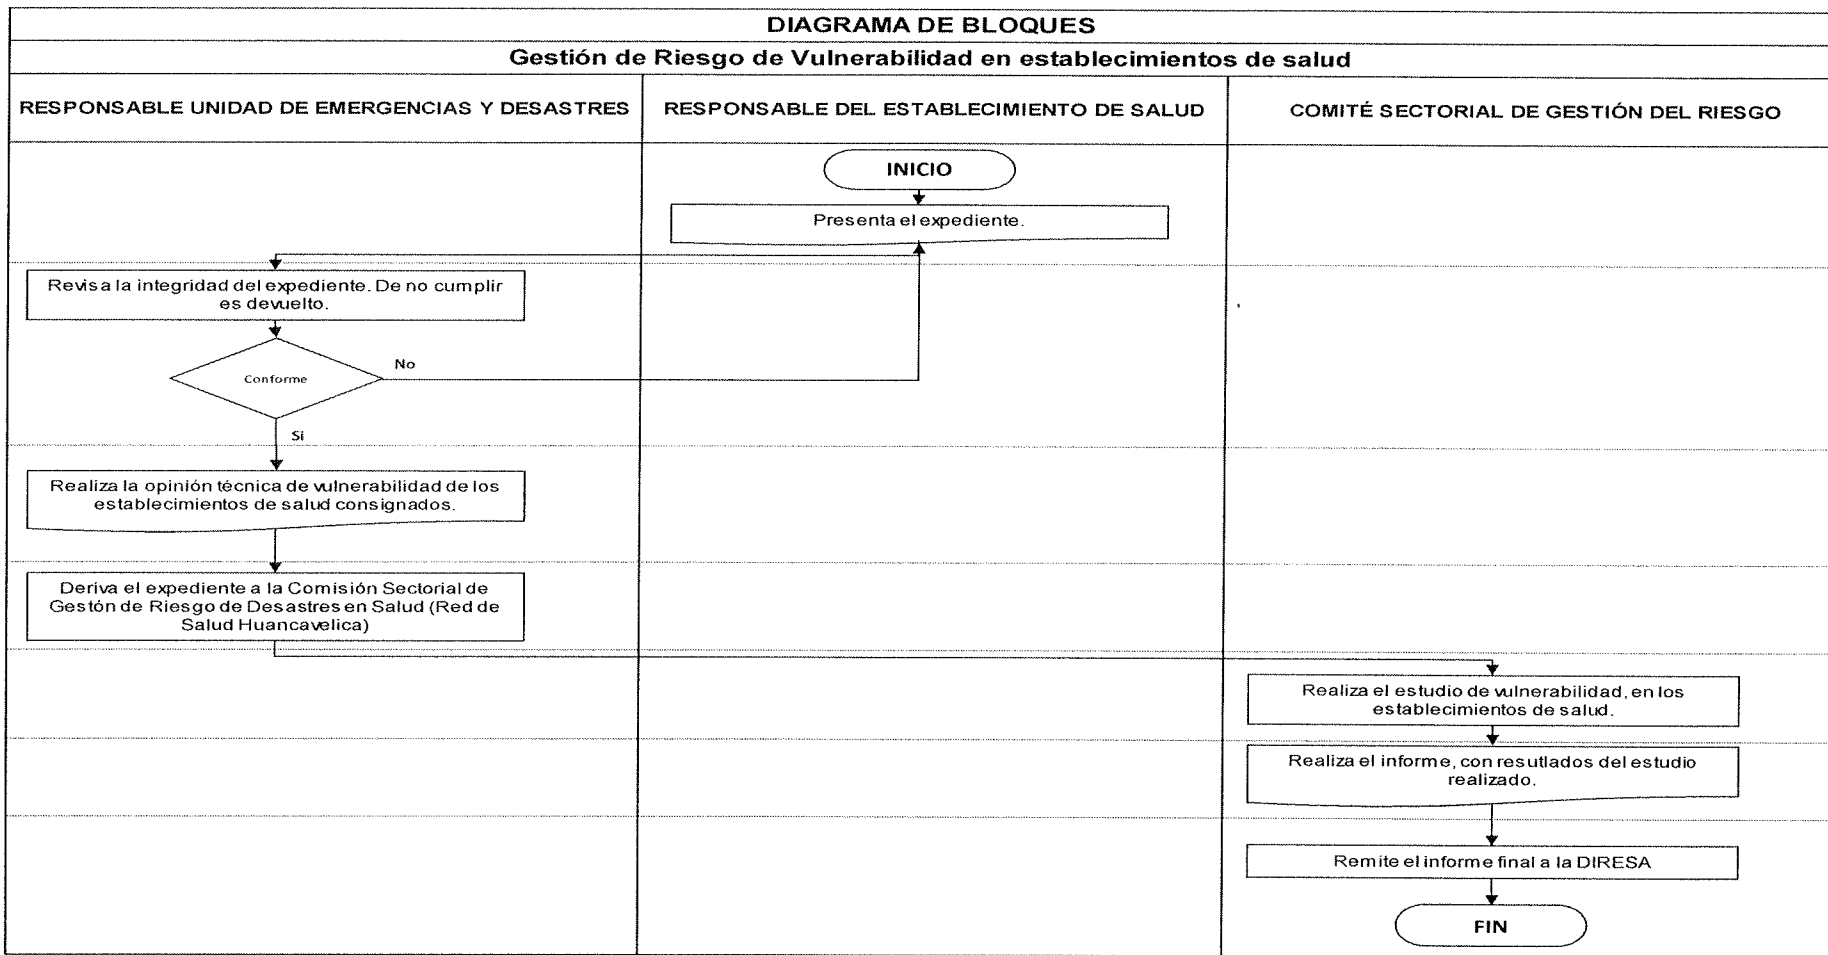 DIAGRAMA DE BLOQUES
Gestión de Riesgo de Vulnerabilidad en establecimientos de salud
RESPONSABLE UNIDAD DE EMERGENCIAS Y DESASTRES
RESPONSABLE DEL ESTABLECIMIENTO DE SALUD
COMITÉ SECTORIAL DE GESTIÓN DEL RIESGO
INICIO
Presenta el expediente.
Revisa la integridad del expediente. De no cumplir
es devuelto.
Conforme
No
Si
Realiza la opinión técnica de vulnerabilidad de los
establecimientos de salud consignados.
Deriva el expediente a la Comisión Sectorial de
Gestón de Riesgo de Desastres en Salud (Red de
Salud Huancavelica)
Realiza el estudio de vulnerabilidad, en los
establecimientos de salud.
Realiza el informe, con resutlados del estudio
realizado.
Remite el informe final a la DIRESA
FIN